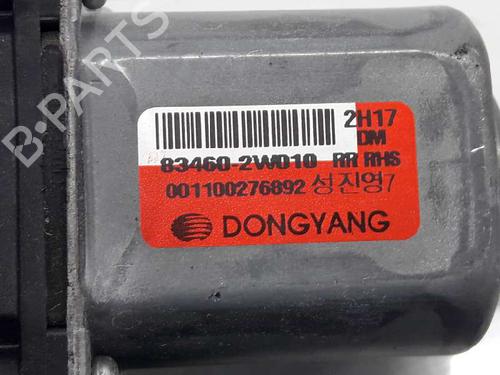 B-PARTS
2H17
DM
83460-2W010 RR RHS
001100276892 성진영7
DONGYANG